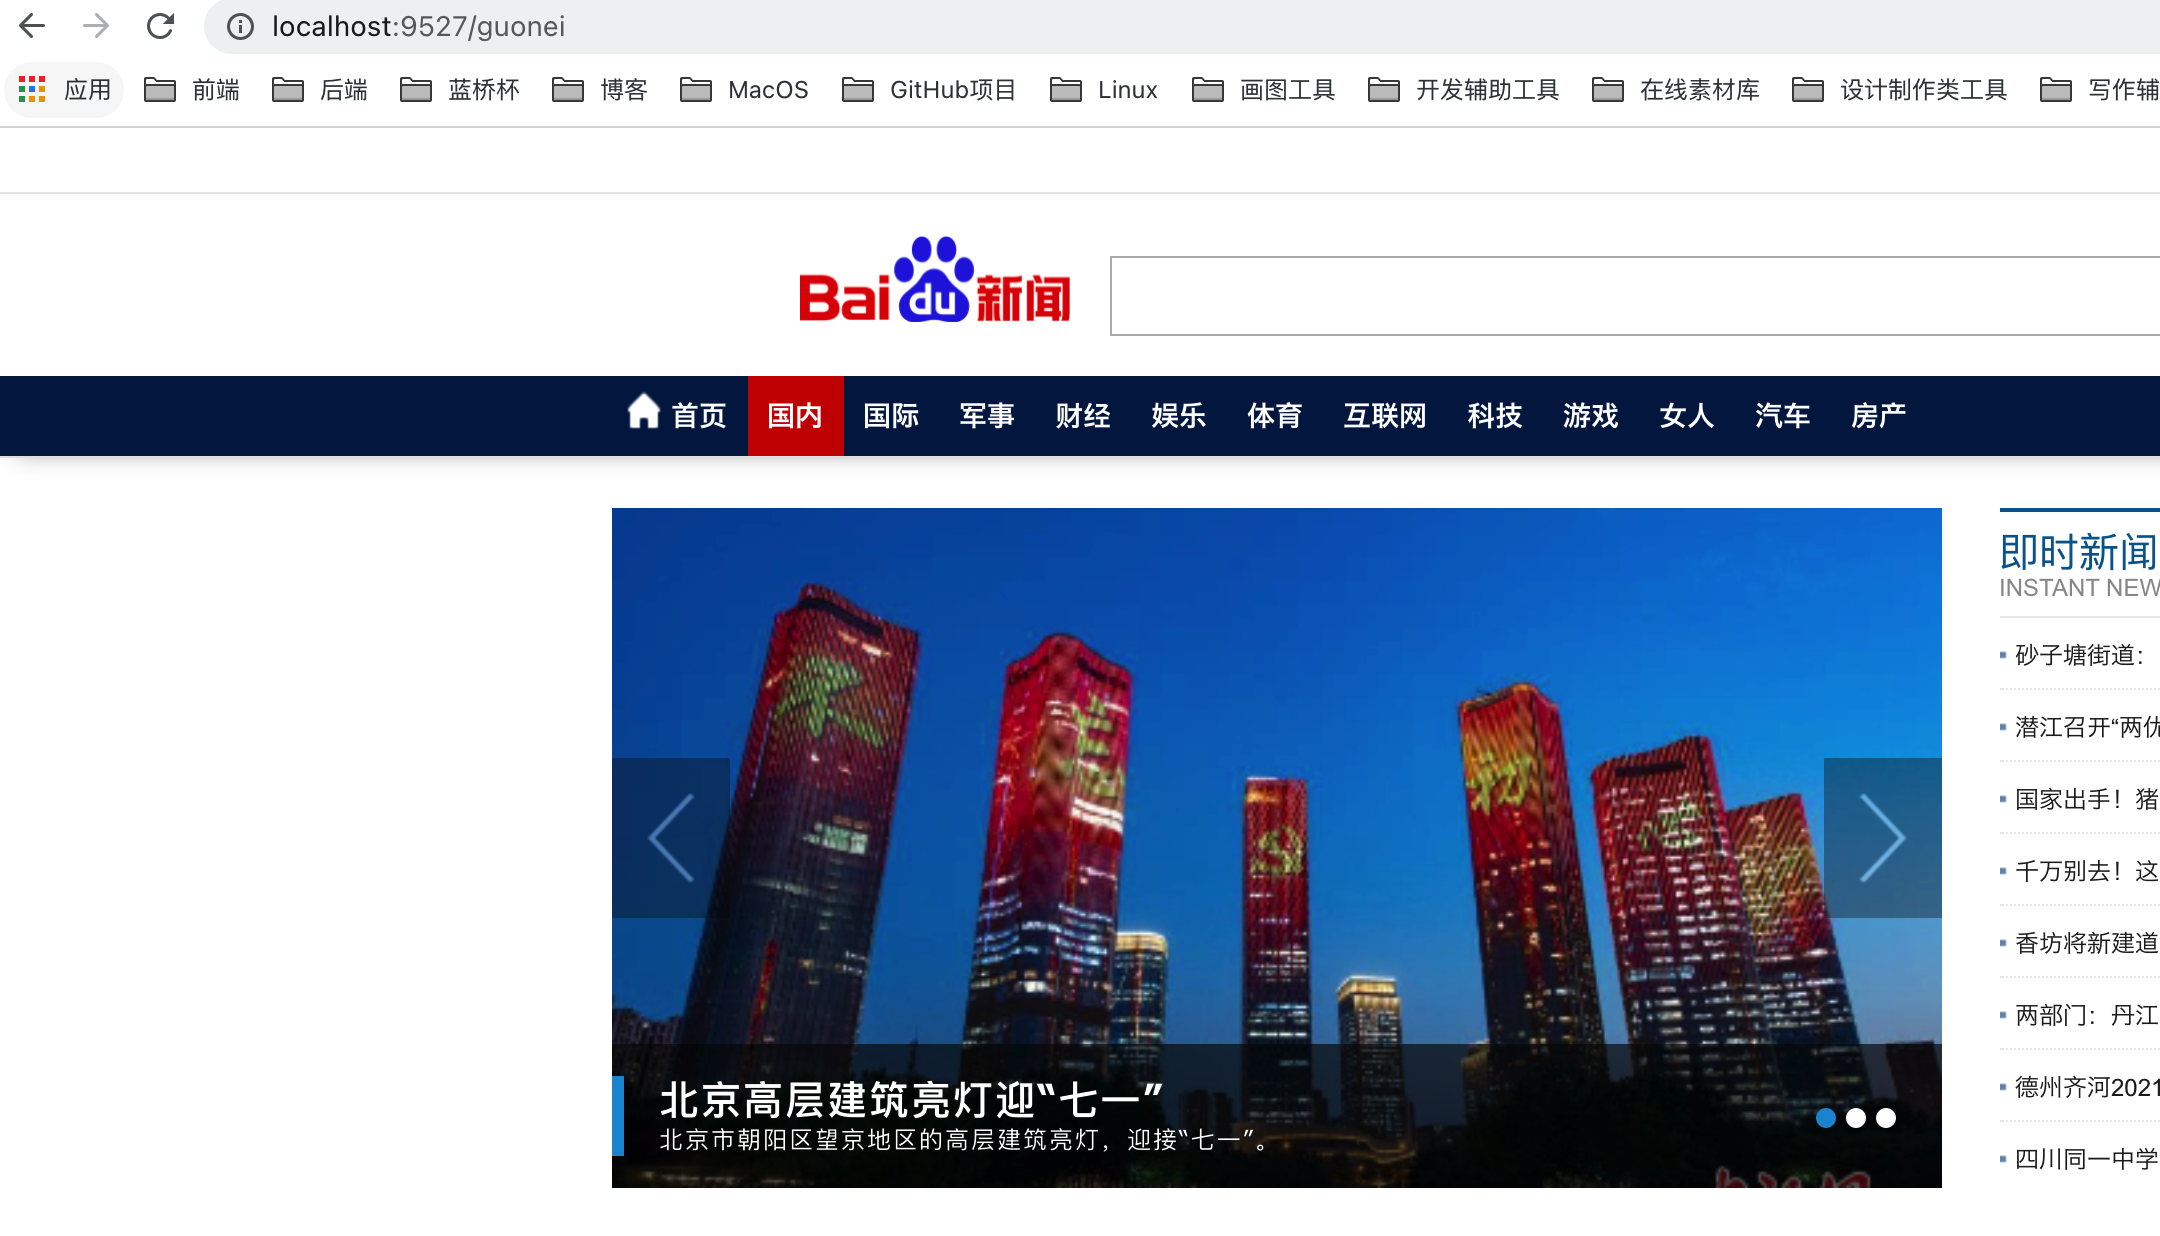 localhost:9527/guonei
应用 前端 后端 蓝桥杯 博客 MacOS GitHub项目 Linux 画图工具 开发辅助工具 在线素材库 设计制作类工具 写作辅
Bai du 新闻
首页 国内 国际 军事 财经 娱乐 体育 互联网 科技 游戏 女人 汽车 房产
即时新闻
INSTANT NEW
砂子塘街道：
潜江召开“两优
国家出手！猪
千万别去！这
香坊将新建道
两部门：丹江
德州齐河2021
四川同一中学
初
北京高层建筑亮灯迎“七一”
北京市朝阳区望京地区的高层建筑亮灯，迎接“七一”。